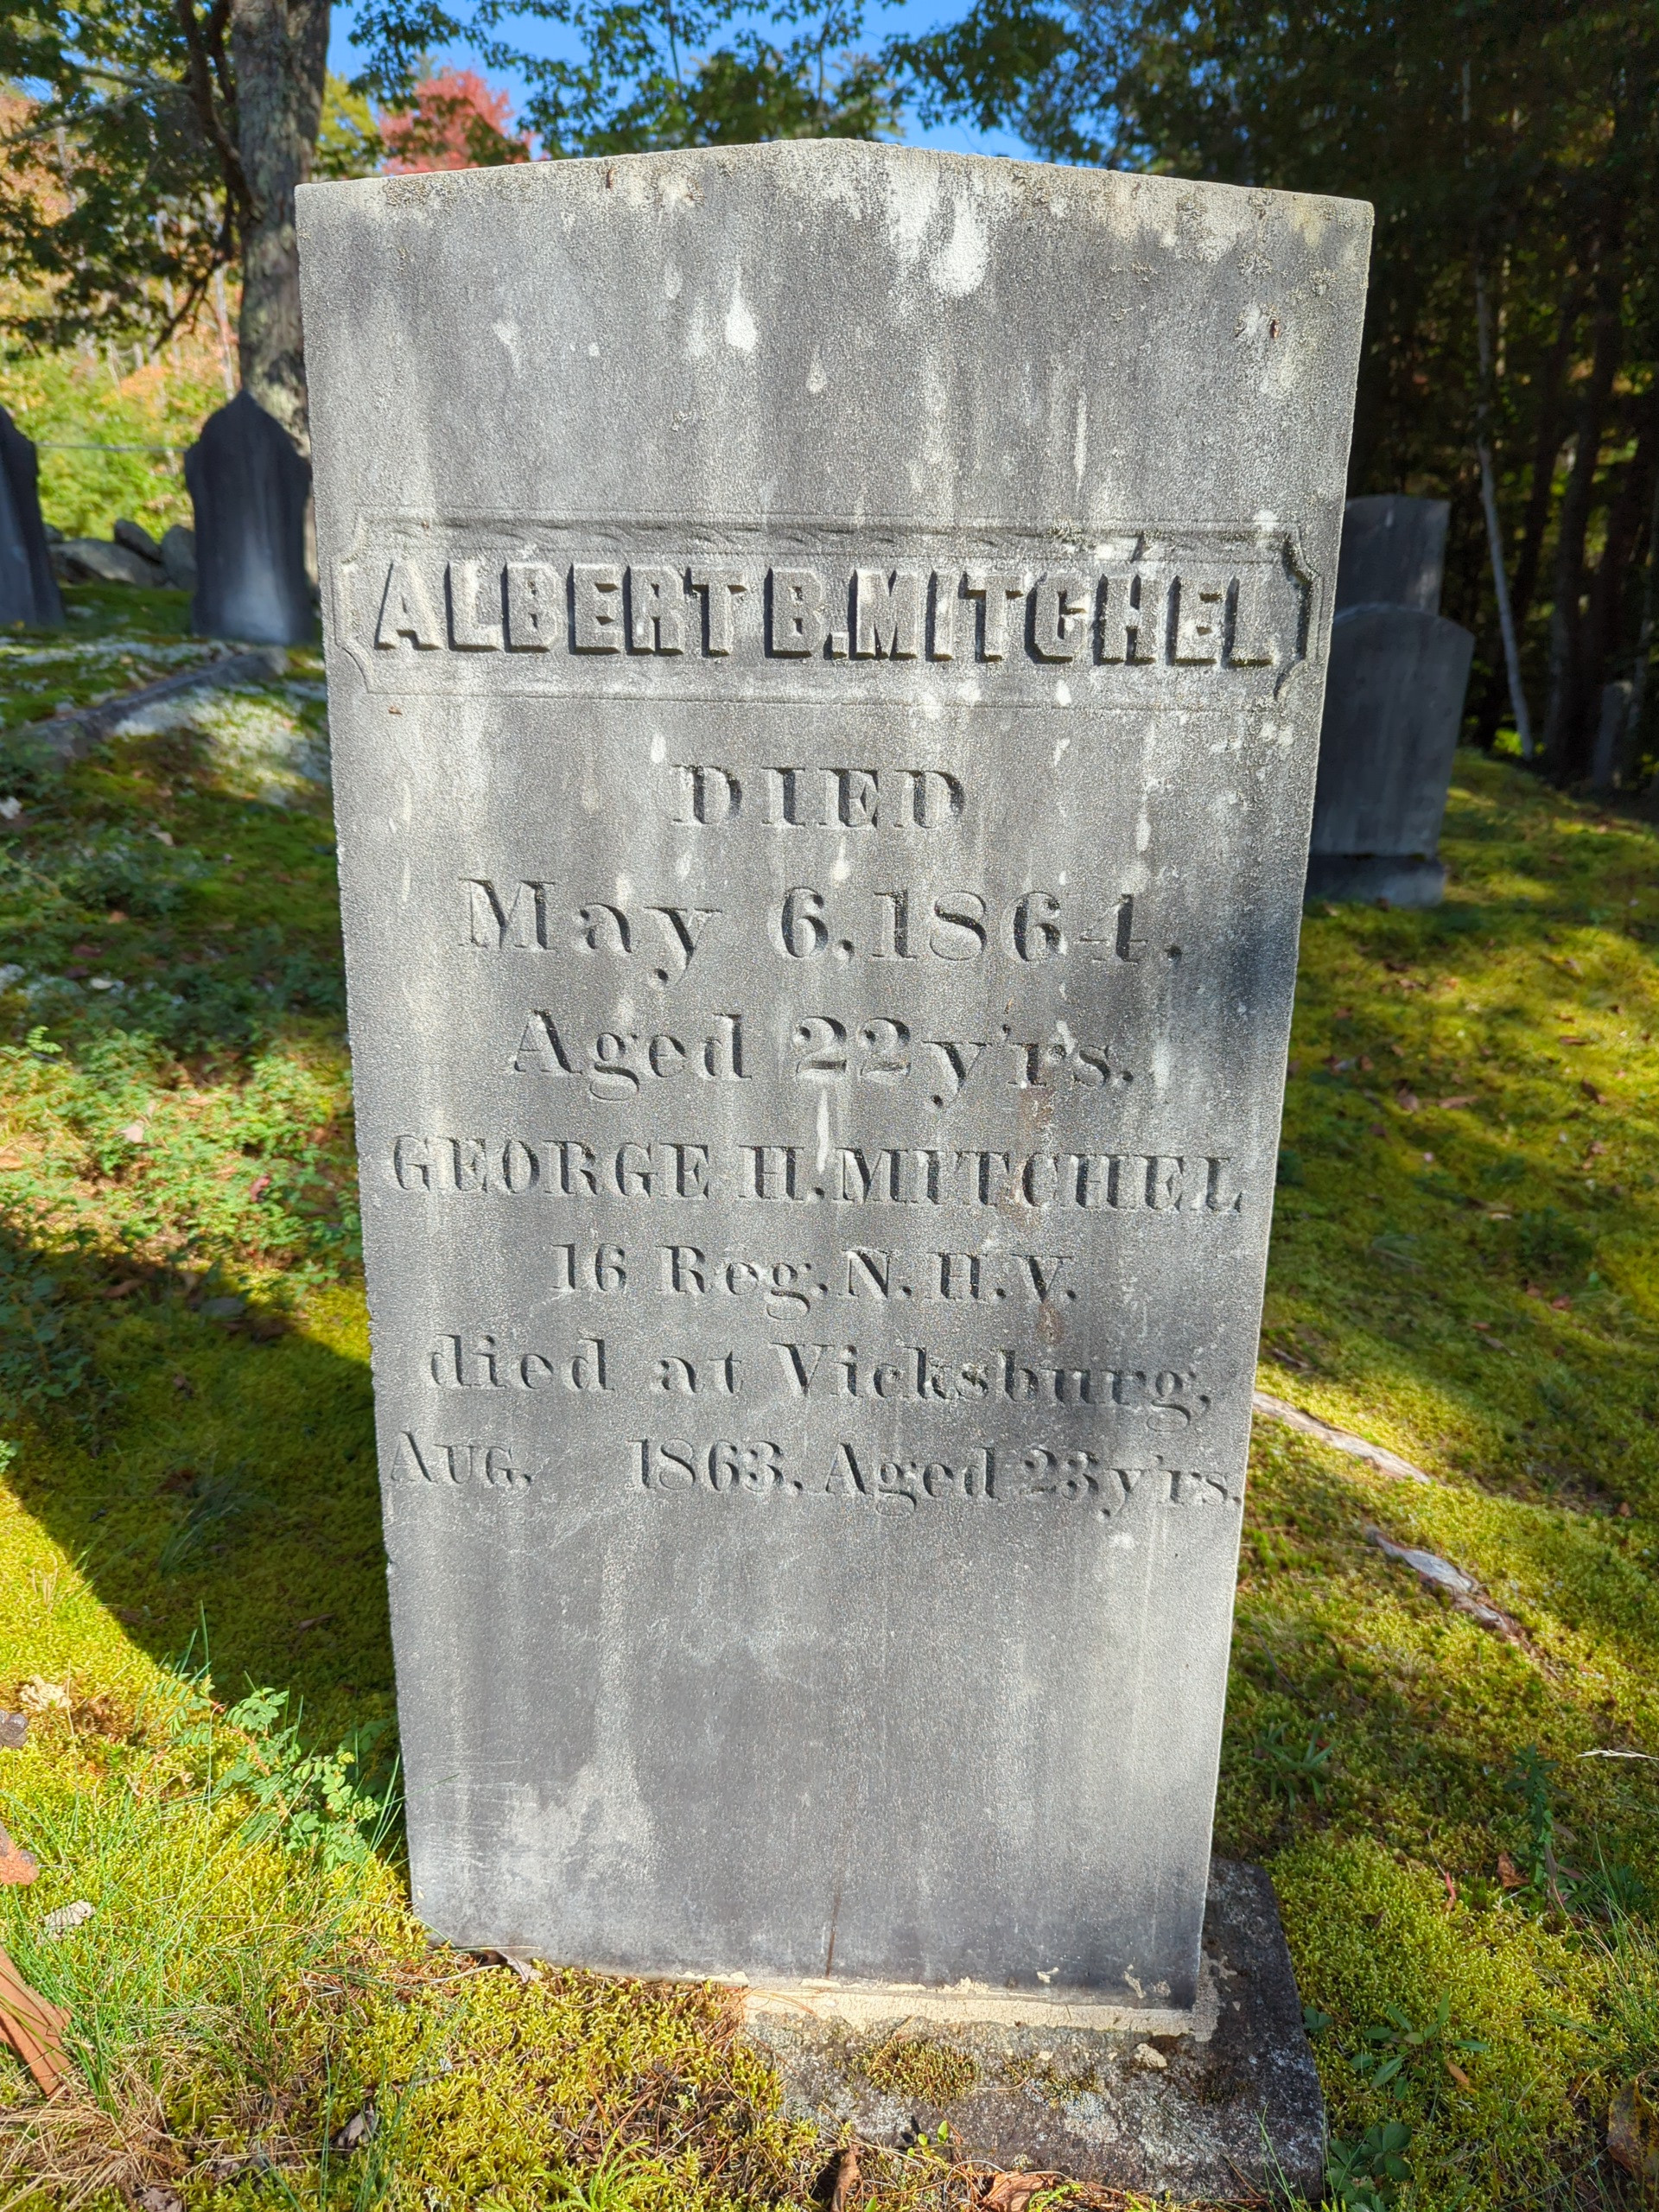 ALBERT B. MITCHEL
DIED
May 6, 1864.
Aged 22 y'rs.
GEORGE H. MITCHEL
16 Reg. N. H. V.
died at Vicksburg,
AUG. 1863. Aged 23 y'rs.